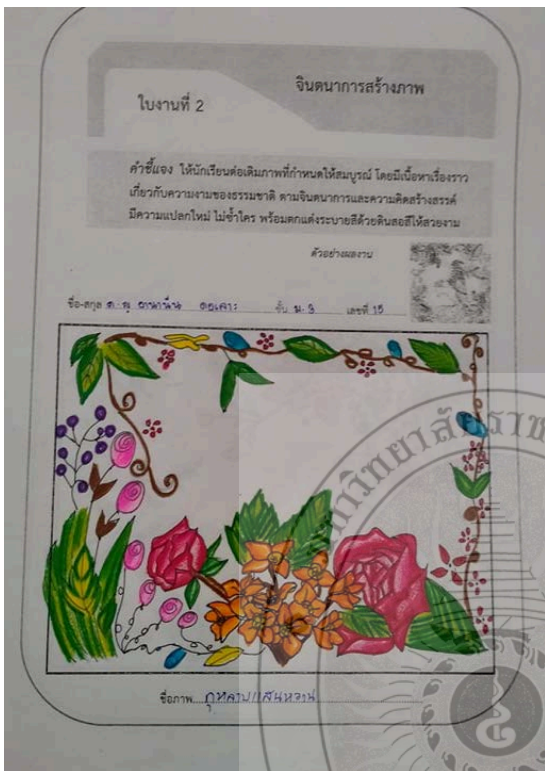 จินตนาการสร้างภาพ
ใบงานที่ 2
คำชี้แจง ให้นักเรียนต่อเติมภาพที่กำหนดให้สมบูรณ์ โดยมีเนื้อหาเรื่องราว
เกี่ยวกับความงามของธรรมชาติ ตามจินตนาการและความคิดสร้างสรรค์
มีความแปลกใหม่ ไม่ซ้ำใคร พร้อมตกแต่งระบายสีด้วยดินสอสีให้สวยงาม
ตัวอย่างผลงาน
ชื่อ-สกุล ด.ญ ชั้น ม.3 เลขที่ 15
ชื่อภาพ กุหลาบแสนหวาน